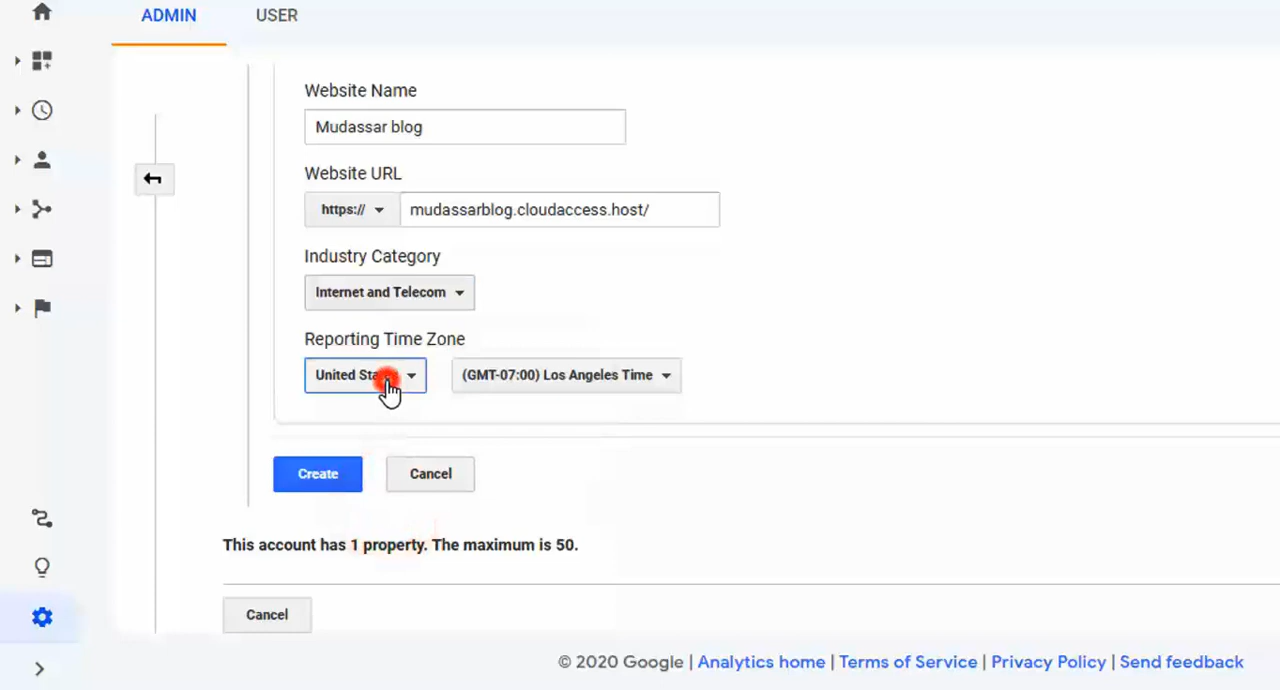 ADMIN USER
Website Name
Mudassar blog
Website URL
https:// mudassarblog.cloudaccess.host/
Industry Category
Internet and Telecom
Reporting Time Zone
United (GMT-07:00) Los Angeles Time
Create Cancel
This account has 1 property. The maximum is 50.
Cancel
© 2020 Google | Analytics home | Terms of Service | Privacy Policy | Send feedback